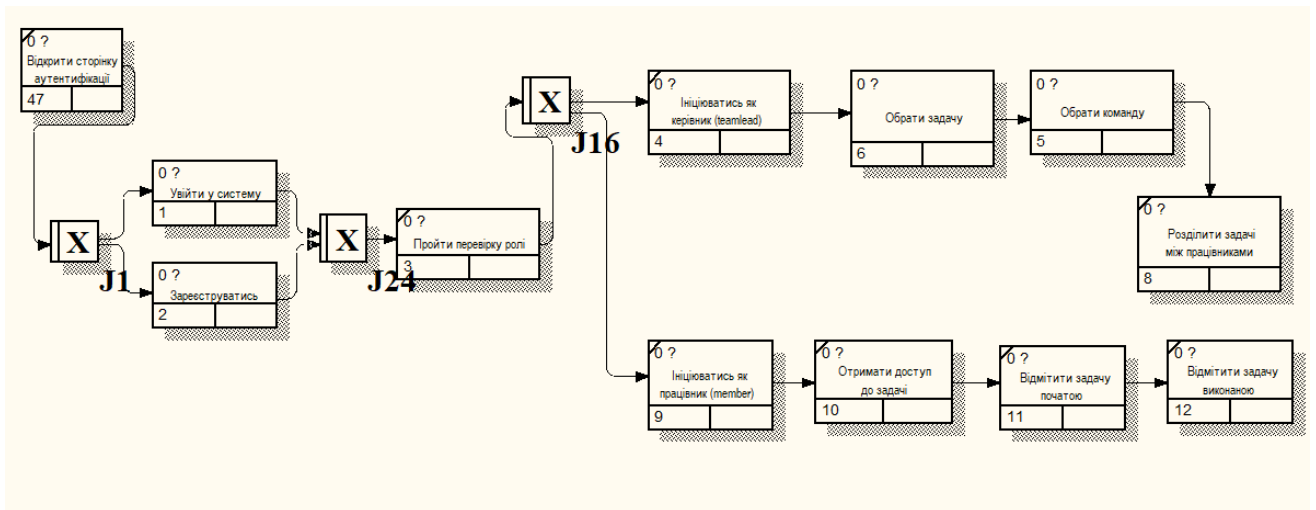 0 ?
Відкрити сторінку
аутентифікації
47
X
J1
0 ?
Увійти у систему
1
0 ?
Зареєструватись
2
X
J24
0 ?
Пройти перевірку ролі
3
X
J16
0 ?
Ініціюватись як
керівник (teamlead)
4
0 ?
Обрати задачу
6
0 ?
Обрати команду
5
0 ?
Розділити задачі
між працівниками
8
0 ?
Ініціюватись як
працівник (member)
9
0 ?
Отримати доступ
до задачі
10
0 ?
Відмітити задачу
початою
11
0 ?
Відмітити задачу
виконаною
12